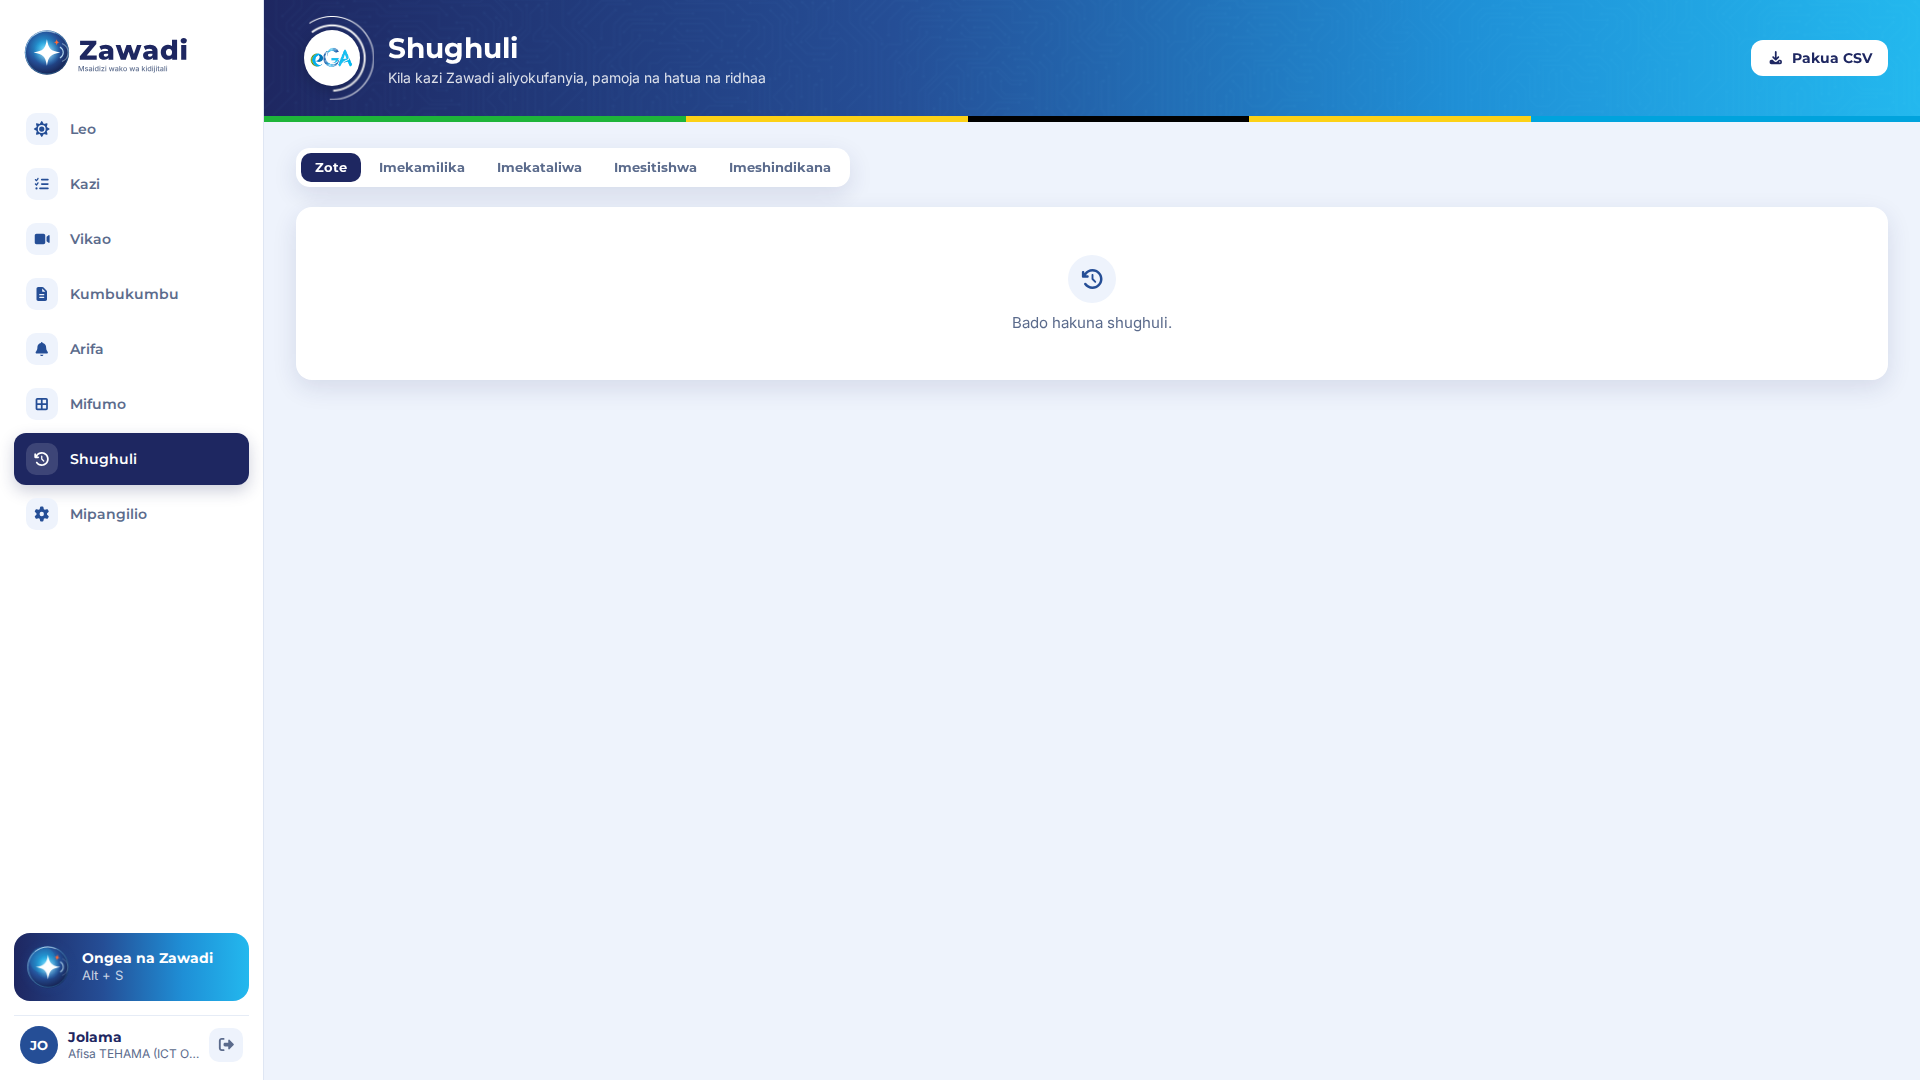 Zawadi
Msaidizi wako wa kidijitali
Leo
Kazi
Vikao
Kumbukumbu
Arifa
Mifumo
Shughuli
Mipangilio
Ongea na Zawadi
Alt + S
JO
Jolama
Afisa TEHAMA (ICT O...
eGA
Shughuli
Kila kazi Zawadi aliyokufanyia, pamoja na hatua na ridhaa
Pakua CSV
Zote
Imekamilika
Imekataliwa
Imesitishwa
Imeshindikana
Bado hakuna shughuli.